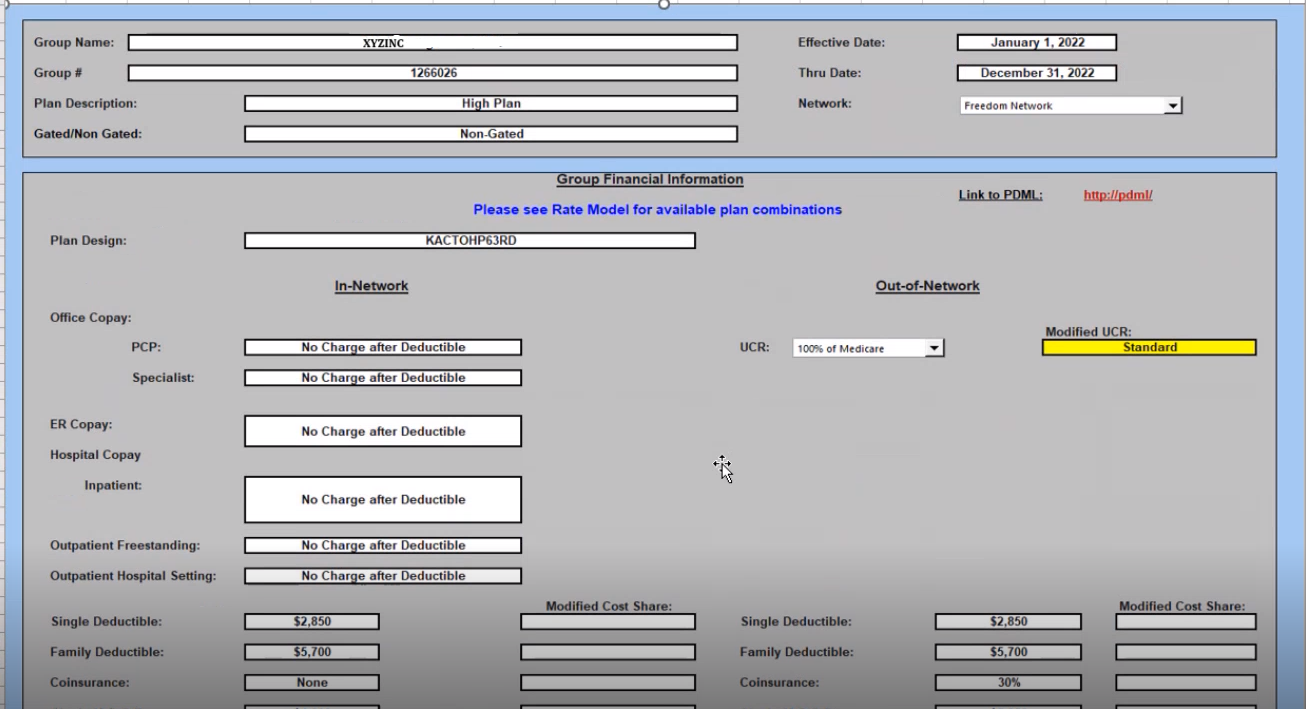 Group Name: XYZINC Effective Date: January 1, 2022
Group # 1266026 Thru Date: December 31, 2022
Plan Description: High Plan Network: Freedom Network
Gated/Non Gated: Non-Gated
Group Financial Information
Link to PDML: http://pdml/
Please see Rate Model for available plan combinations
Plan Design: KACTOHP63RD
In-Network Out-of-Network
Office Copay:
Modified UCR:
PCP: No Charge after Deductible UCR: 100% of Medicare Standard
Specialist: No Charge after Deductible
ER Copay: No Charge after Deductible
Hospital Copay
Inpatient: No Charge after Deductible
Outpatient Freestanding: No Charge after Deductible
Outpatient Hospital Setting: No Charge after Deductible
Modified Cost Share: Modified Cost Share:
Single Deductible: $2,850 Single Deductible: $2,850
Family Deductible: $5,700 Family Deductible: $5,700
Coinsurance: None Coinsurance: 30%